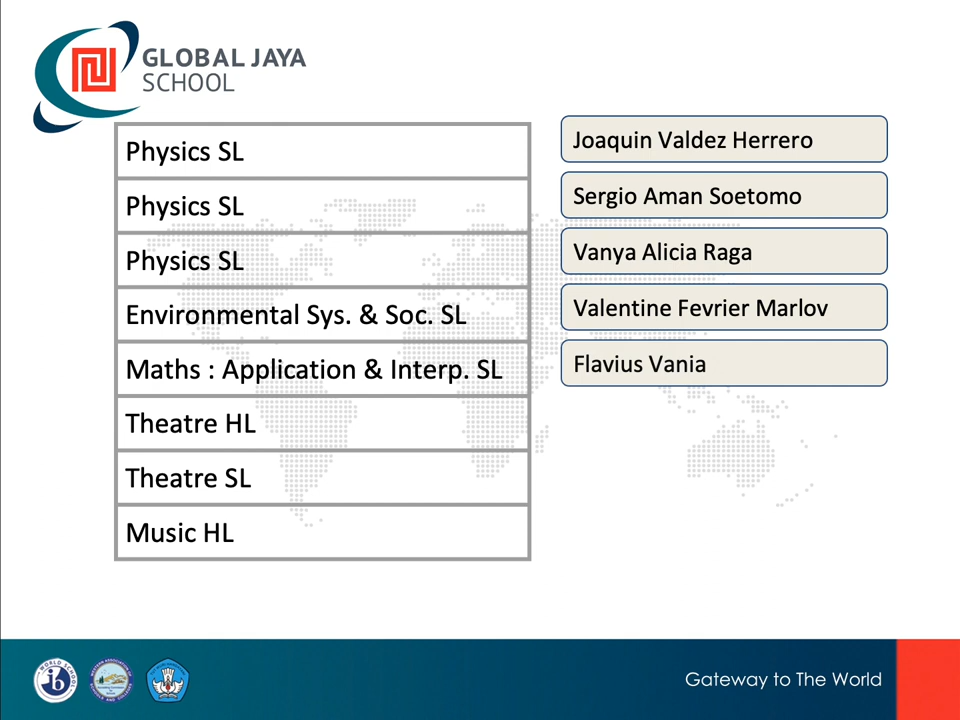 GLOBAL JAYA
SCHOOL
Physics SL
Physics SL
Physics SL
Environmental Sys. & Soc. SL
Maths : Application & Interp. SL
Theatre HL
Theatre SL
Music HL
Joaquin Valdez Herrero
Sergio Aman Soetomo
Vanya Alicia Raga
Valentine Fevrier Marlov
Flavius Vania
WORLD SCHOOL
Gateway to The World